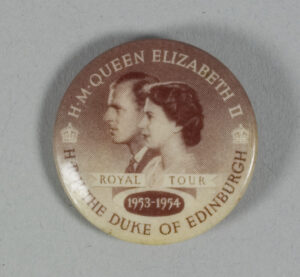 H·M·QUEEN ELIZABETH II
ROYAL TOUR
1953-1954
H·R·H THE DUKE OF EDINBURGH